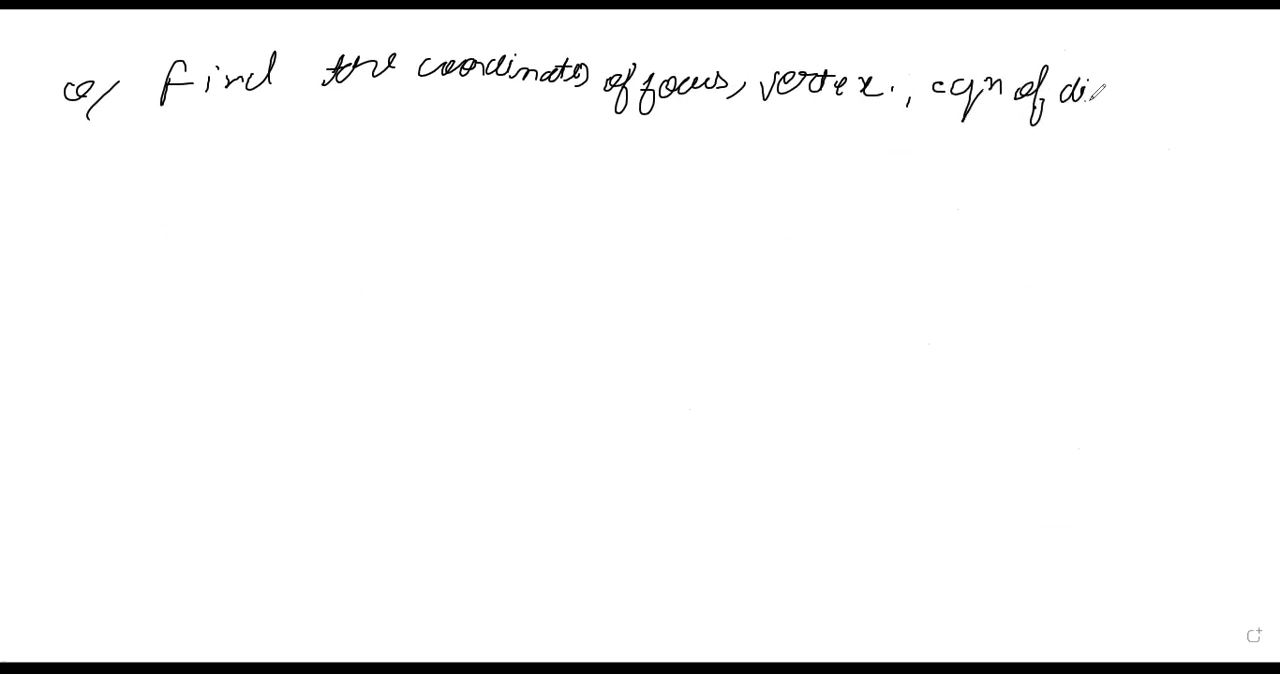 Q/ Find the coordinates of focus, vertex., eqn of di